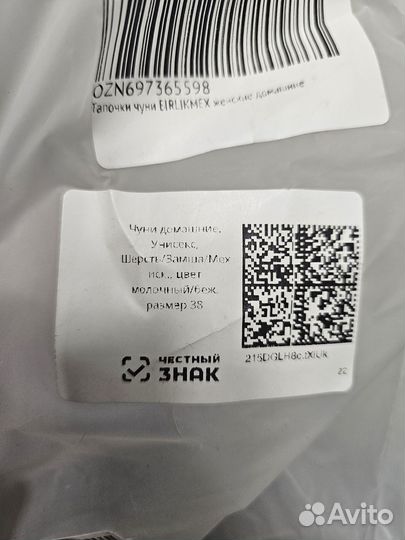 OZN697365598
Тапочки чуни EIRLIKMEX женские домашние
Чуни домашние,
Унисекс,
Шерсть/Замша/Мех
иск., цвет
молочный/беж,
размер 38
ЧЕСТНЫЙ
ЗНАК
22
Avito